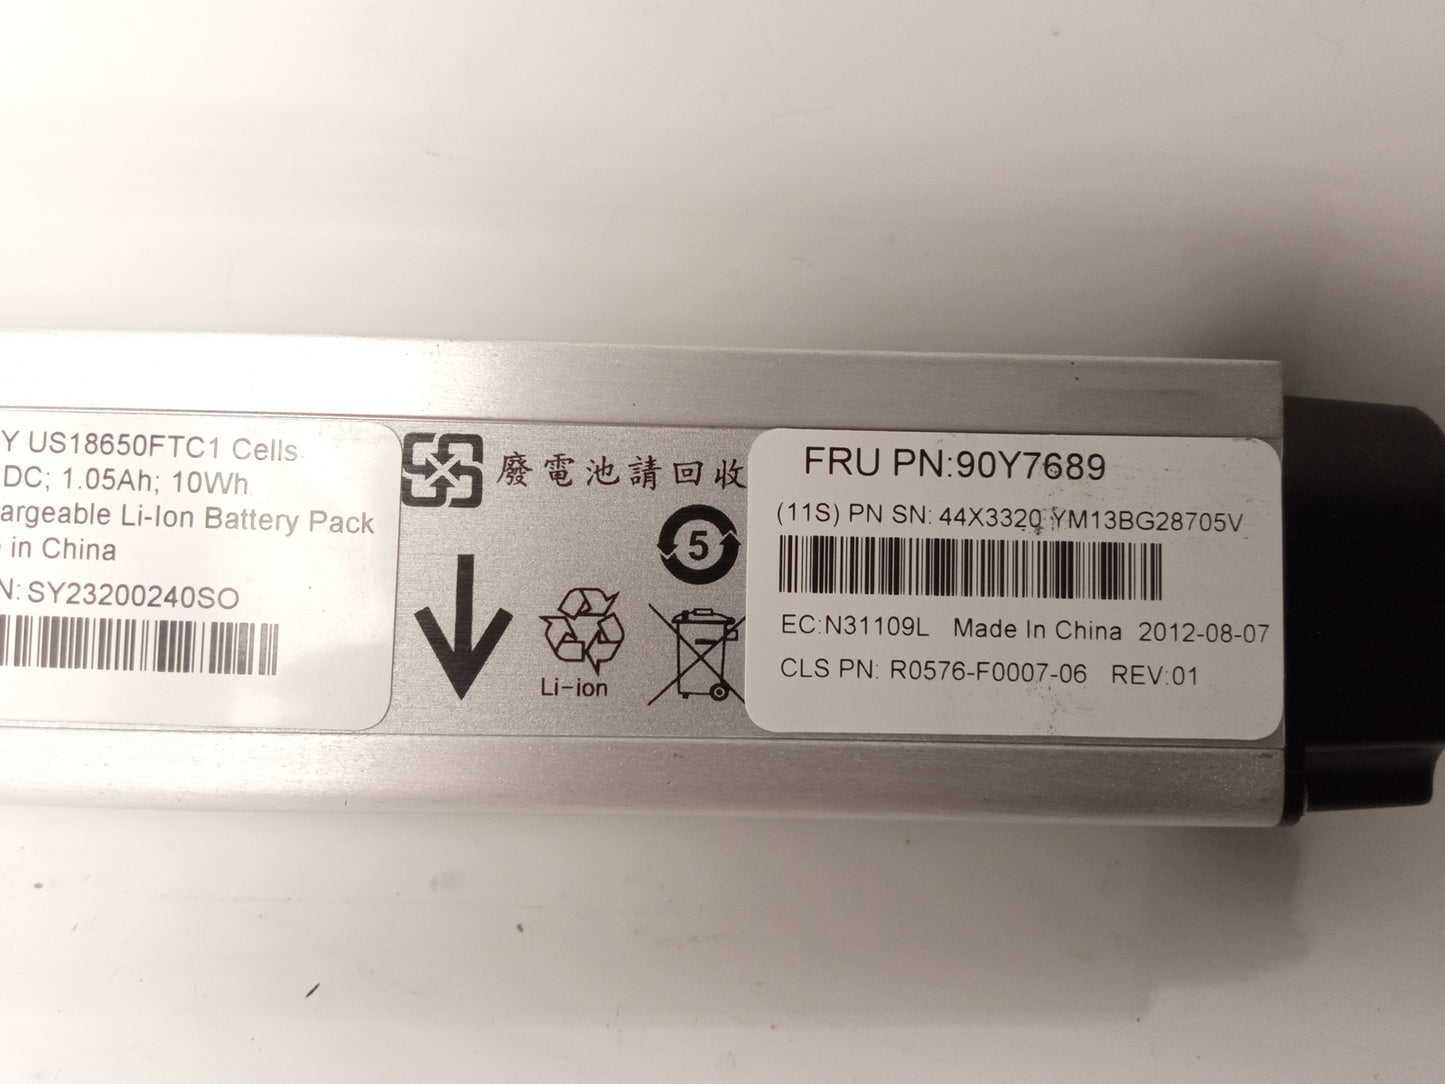 Y US18650FTC1 Cells
DC; 1.05Ah; 10Wh
argeable Li-Ion Battery Pack
in China
N: SY23200240SO
廢電池請回收
5
Li-ion
FRU PN:90Y7689
(11S) PN SN: 44X3320 YM13BG28705V
EC:N31109L Made In China 2012-08-07
CLS PN: R0576-F0007-06 REV:01